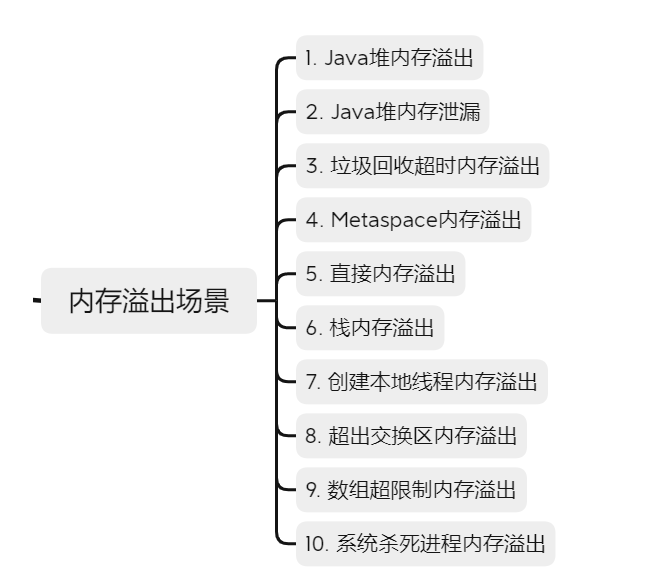 内存溢出场景
1. Java堆内存溢出
2. Java堆内存泄漏
3. 垃圾回收超时内存溢出
4. Metaspace内存溢出
5. 直接内存溢出
6. 栈内存溢出
7. 创建本地线程内存溢出
8. 超出交换区内存溢出
9. 数组超限制内存溢出
10. 系统杀死进程内存溢出